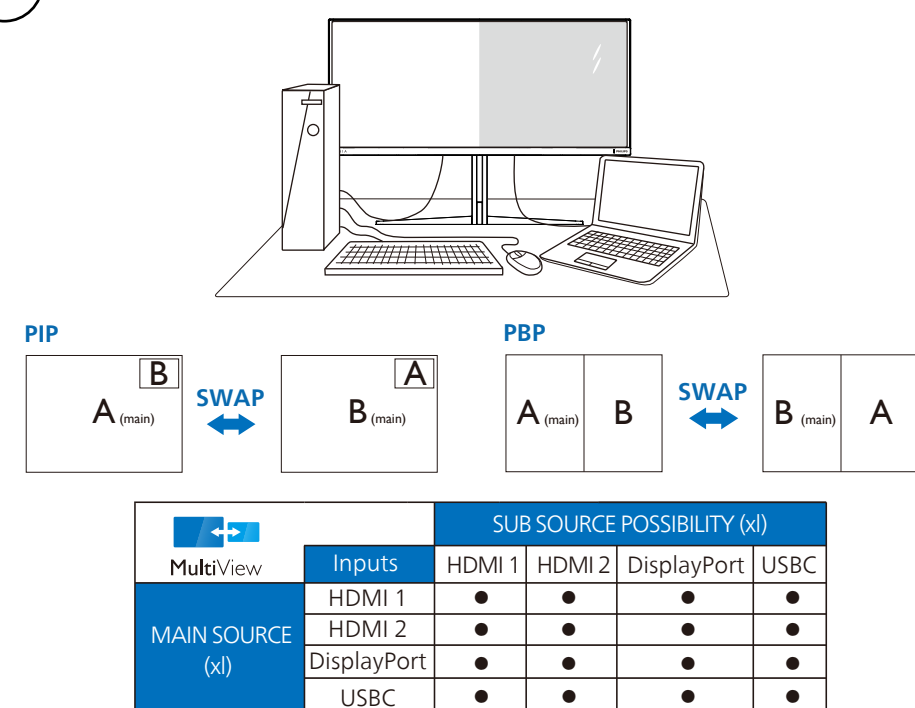 PIP
PBP
B
A (main)
SWAP
A
B (main)
A (main)
B
SWAP
B (main)
A
MultiView
SUB SOURCE POSSIBILITY (xl)
Inputs HDMI 1 HDMI 2 DisplayPort USBC
MAIN SOURCE
(xl)
HDMI 1 ● ● ● ●
HDMI 2 ● ● ● ●
DisplayPort ● ● ● ●
USBC ● ● ● ●